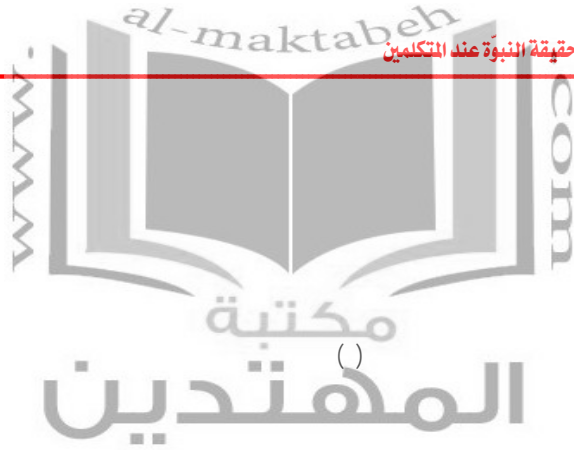 al-maktabeh
حقيقة النبوَة عند المتكلمين
www.
com
مكتبة
( )
المهتدين